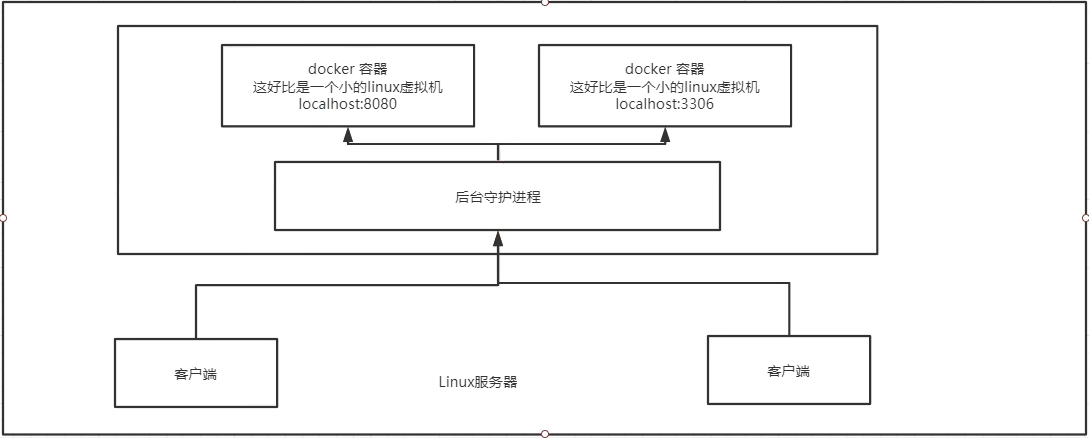 docker 容器
这好比是一个小的linux虚拟机
localhost:8080
docker 容器
这好比是一个小的linux虚拟机
localhost:3306
后台守护进程
客户端
Linux服务器
客户端